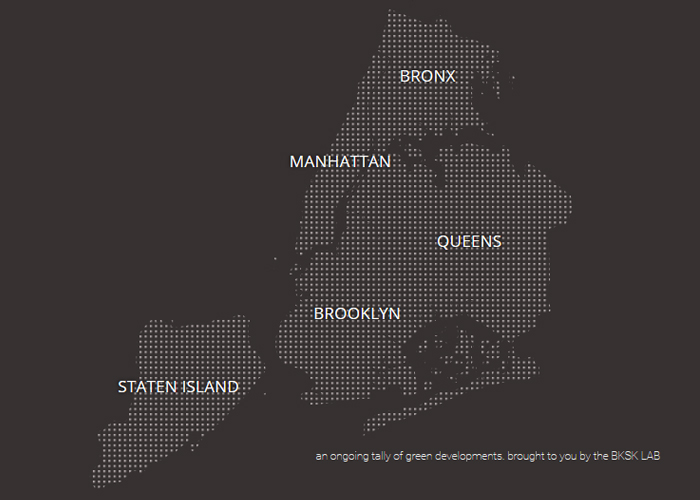 BRONX
MANHATTAN
QUEENS
BROOKLYN
STATEN ISLAND
an ongoing tally of green developments. brought to you by the BKSK LAB